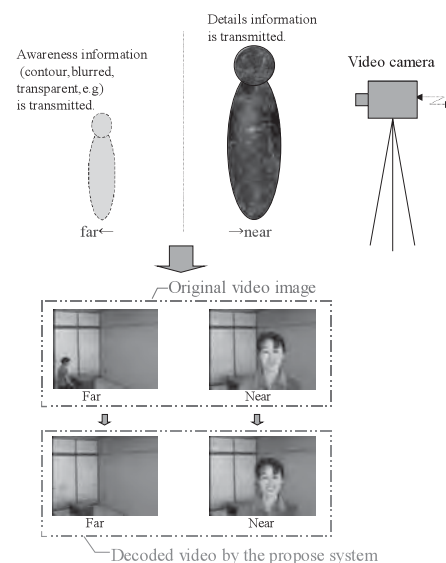 Details information
is transmitted.
Awareness information
(contour, blurred,
transparent, e.g)
is transmitted.
Video camera
far←
→near
Original video image
Far
Near
Far
Near
Decoded video by the propose system